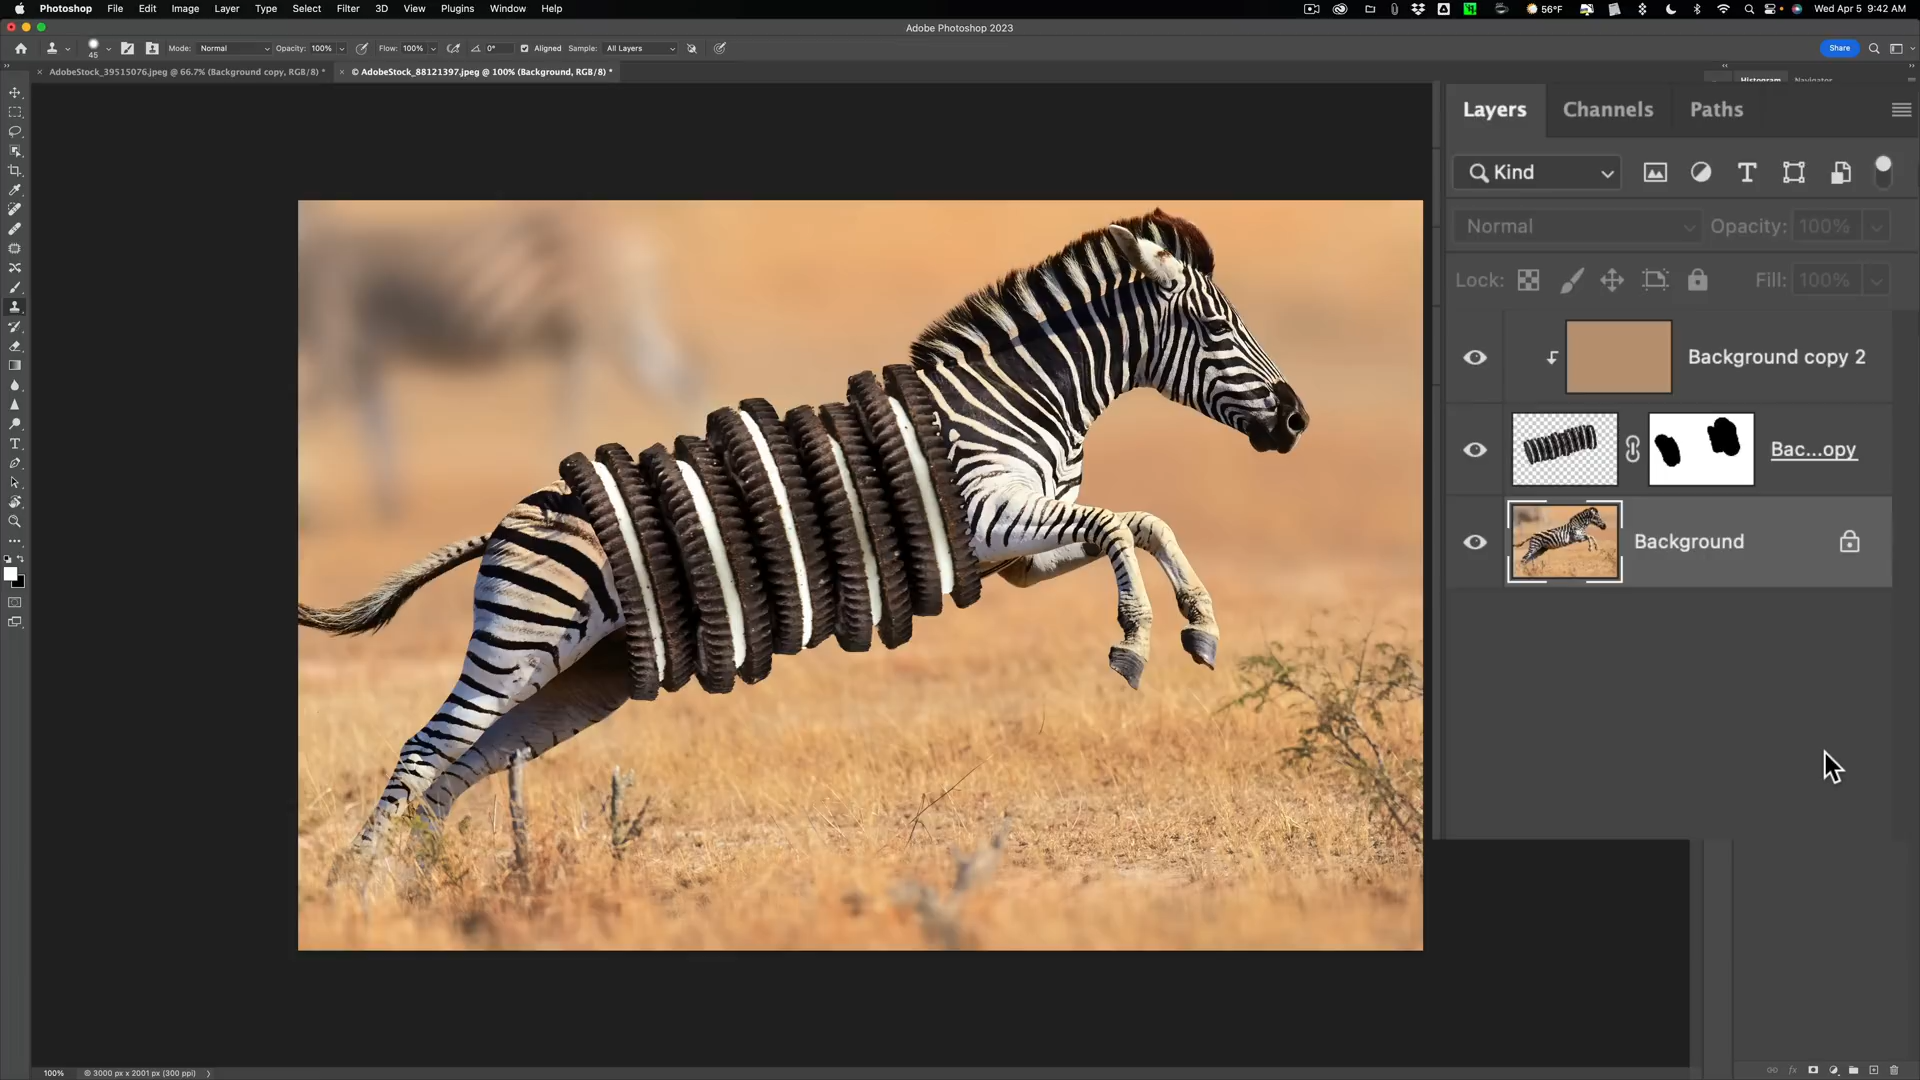 Photoshop File Edit Image Layer Type Select Filter 3D View Plugins Window Help 56°F Wed Apr 5 9:42 AM
Adobe Photoshop 2023
45 Mode: Normal Opacity: 100% Flow: 100% 0° Aligned Sample: All Layers Share
AdobeStock_39515076.jpeg @ 66.7% (Background copy, RGB/8) * © AdobeStock_88121397.jpeg @ 100% (Background, RGB/8) *
Histogram Navigator
Layers Channels Paths
Kind
Normal Opacity: 100%
Lock: Fill: 100%
Background copy 2
Bac...opy
Background
100% © 3000 px x 2001 px (300 ppi)